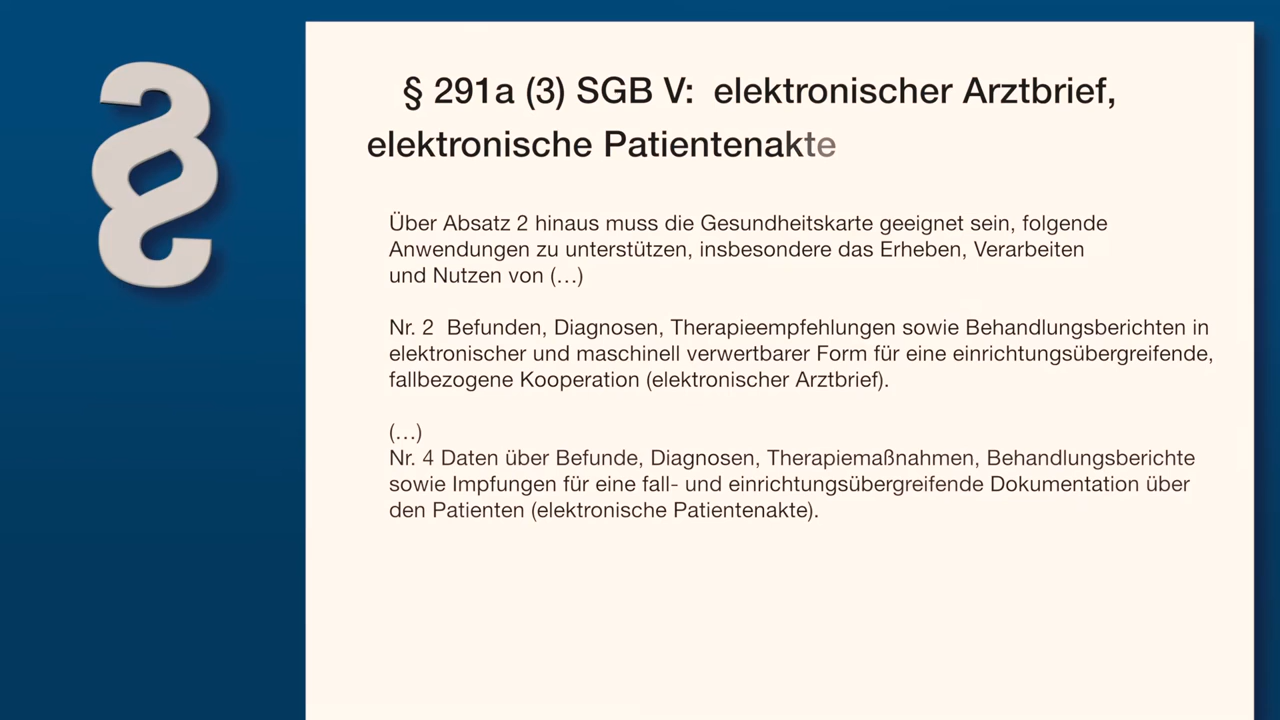 §
§ 291a (3) SGB V: elektronischer Arztbrief,
elektronische Patientenakte
Über Absatz 2 hinaus muss die Gesundheitskarte geeignet sein, folgende
Anwendungen zu unterstützen, insbesondere das Erheben, Verarbeiten
und Nutzen von (…)
Nr. 2 Befunden, Diagnosen, Therapieempfehlungen sowie Behandlungsberichten in
elektronischer und maschinell verwertbarer Form für eine einrichtungsübergreifende,
fallbezogene Kooperation (elektronischer Arztbrief).
(…)
Nr. 4 Daten über Befunde, Diagnosen, Therapiemaßnahmen, Behandlungsberichte
sowie Impfungen für eine fall- und einrichtungsübergreifende Dokumentation über
den Patienten (elektronische Patientenakte).